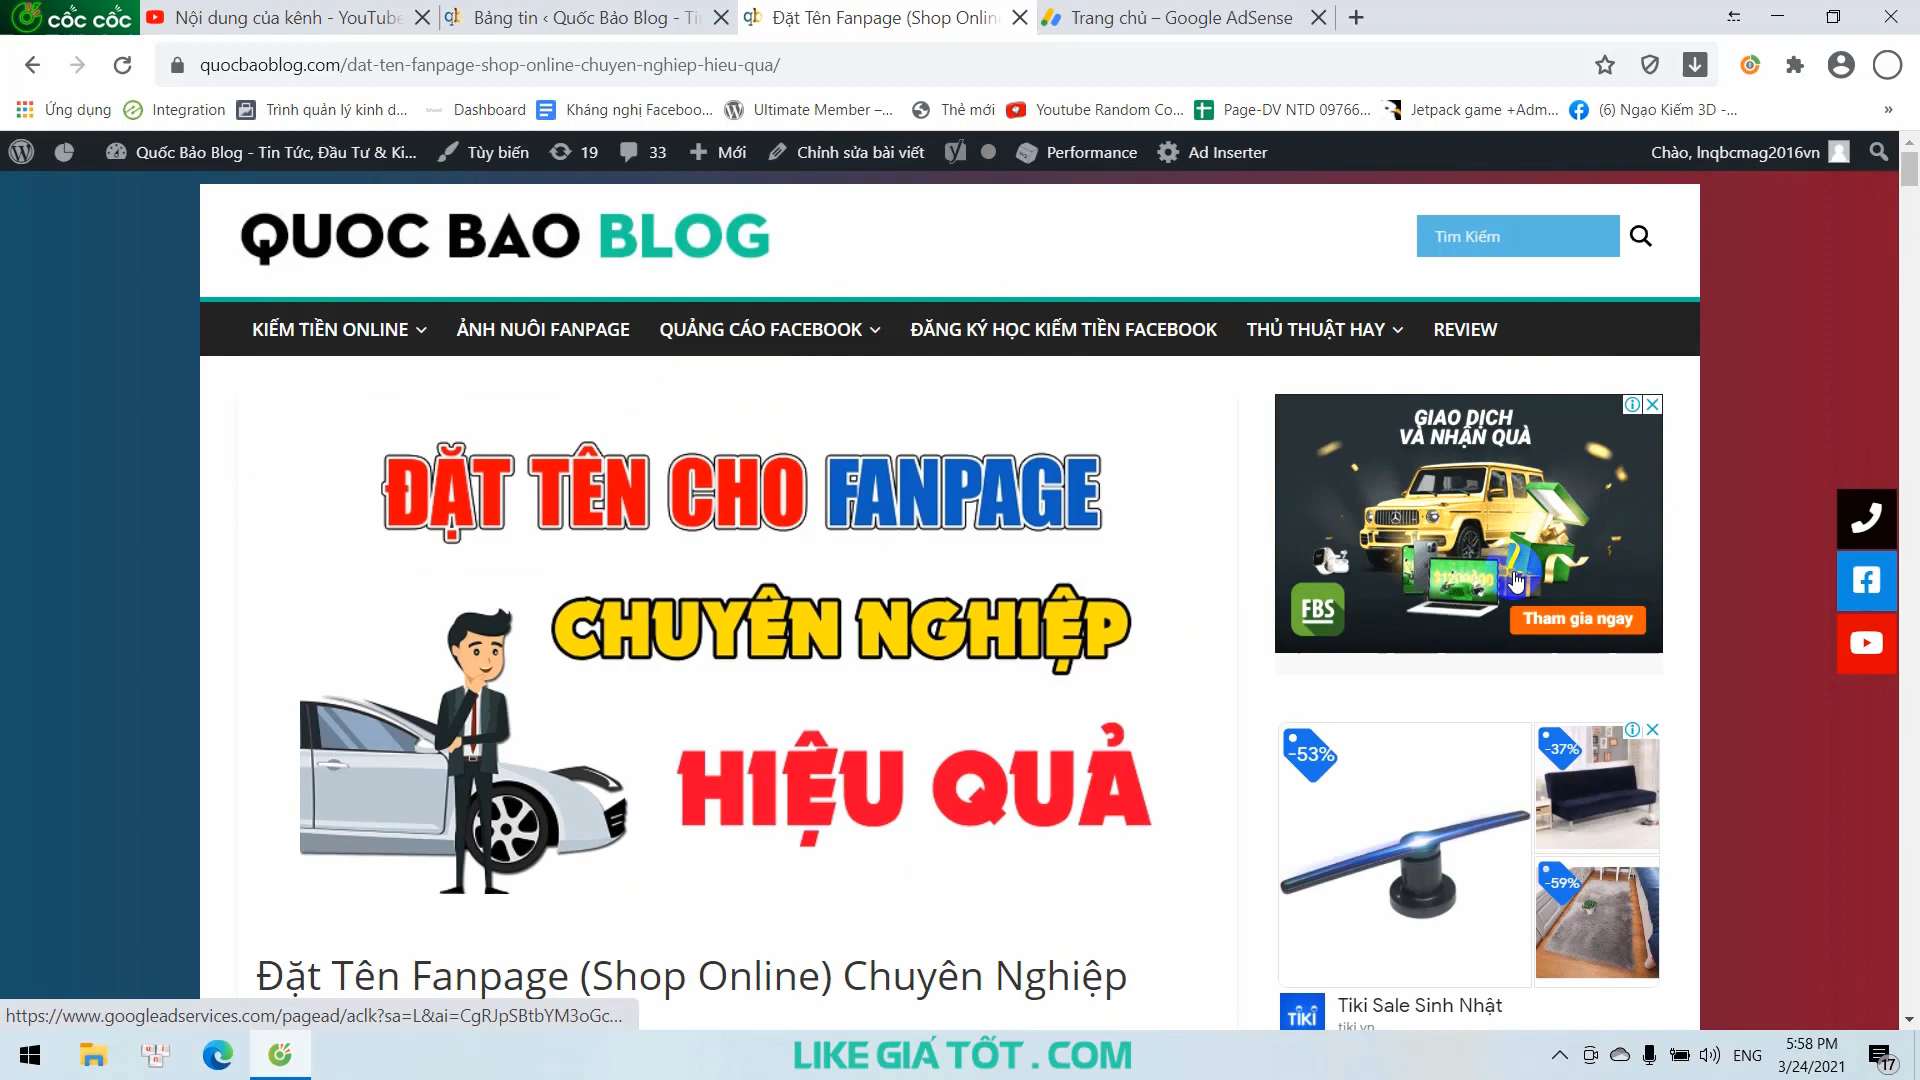 cốc cốc
Nội dung của kênh - YouTube
Bảng tin ‹ Quốc Bảo Blog - Ti
Đặt Tên Fanpage (Shop Onlin
Trang chủ – Google AdSense
quocbaoblog.com/dat-ten-fanpage-shop-online-chuyen-nghiep-hieu-qua/
Ứng dụng
Integration
Trình quản lý kinh d...
Dashboard
Kháng nghị Faceboo...
Ultimate Member –...
Thẻ mới
Youtube Random Co...
Page-DV NTD 09766...
Jetpack game +Adm...
(6) Ngạo Kiếm 3D -...
»
Quốc Bảo Blog - Tin Tức, Đầu Tư & Ki...
Tùy biến
19
33
Mới
Chỉnh sửa bài viết
Performance
Ad Inserter
Chào, lnqbcmag2016vn
QUOC BAO BLOG
Tìm Kiếm
KIẾM TIỀN ONLINE
ẢNH NUÔI FANPAGE
QUẢNG CÁO FACEBOOK
ĐĂNG KÝ HỌC KIẾM TIỀN FACEBOOK
THỦ THUẬT HAY
REVIEW
ĐẶT TÊN CHO FANPAGE
CHUYÊN NGHIỆP
HIỆU QUẢ
GIAO DỊCH
VÀ NHẬN QUÀ
FBS
Tham gia ngay
-53%
-37%
-59%
Đặt Tên Fanpage (Shop Online) Chuyên Nghiệp
TIKI
Tiki Sale Sinh Nhật
tiki.vn
https://www.googleadservices.com/pagead/aclk?sa=L&ai=CgRJpSBtbYM3oGc...
LIKE GIÁ TỐT . COM
ENG
5:58 PM
3/24/2021
17